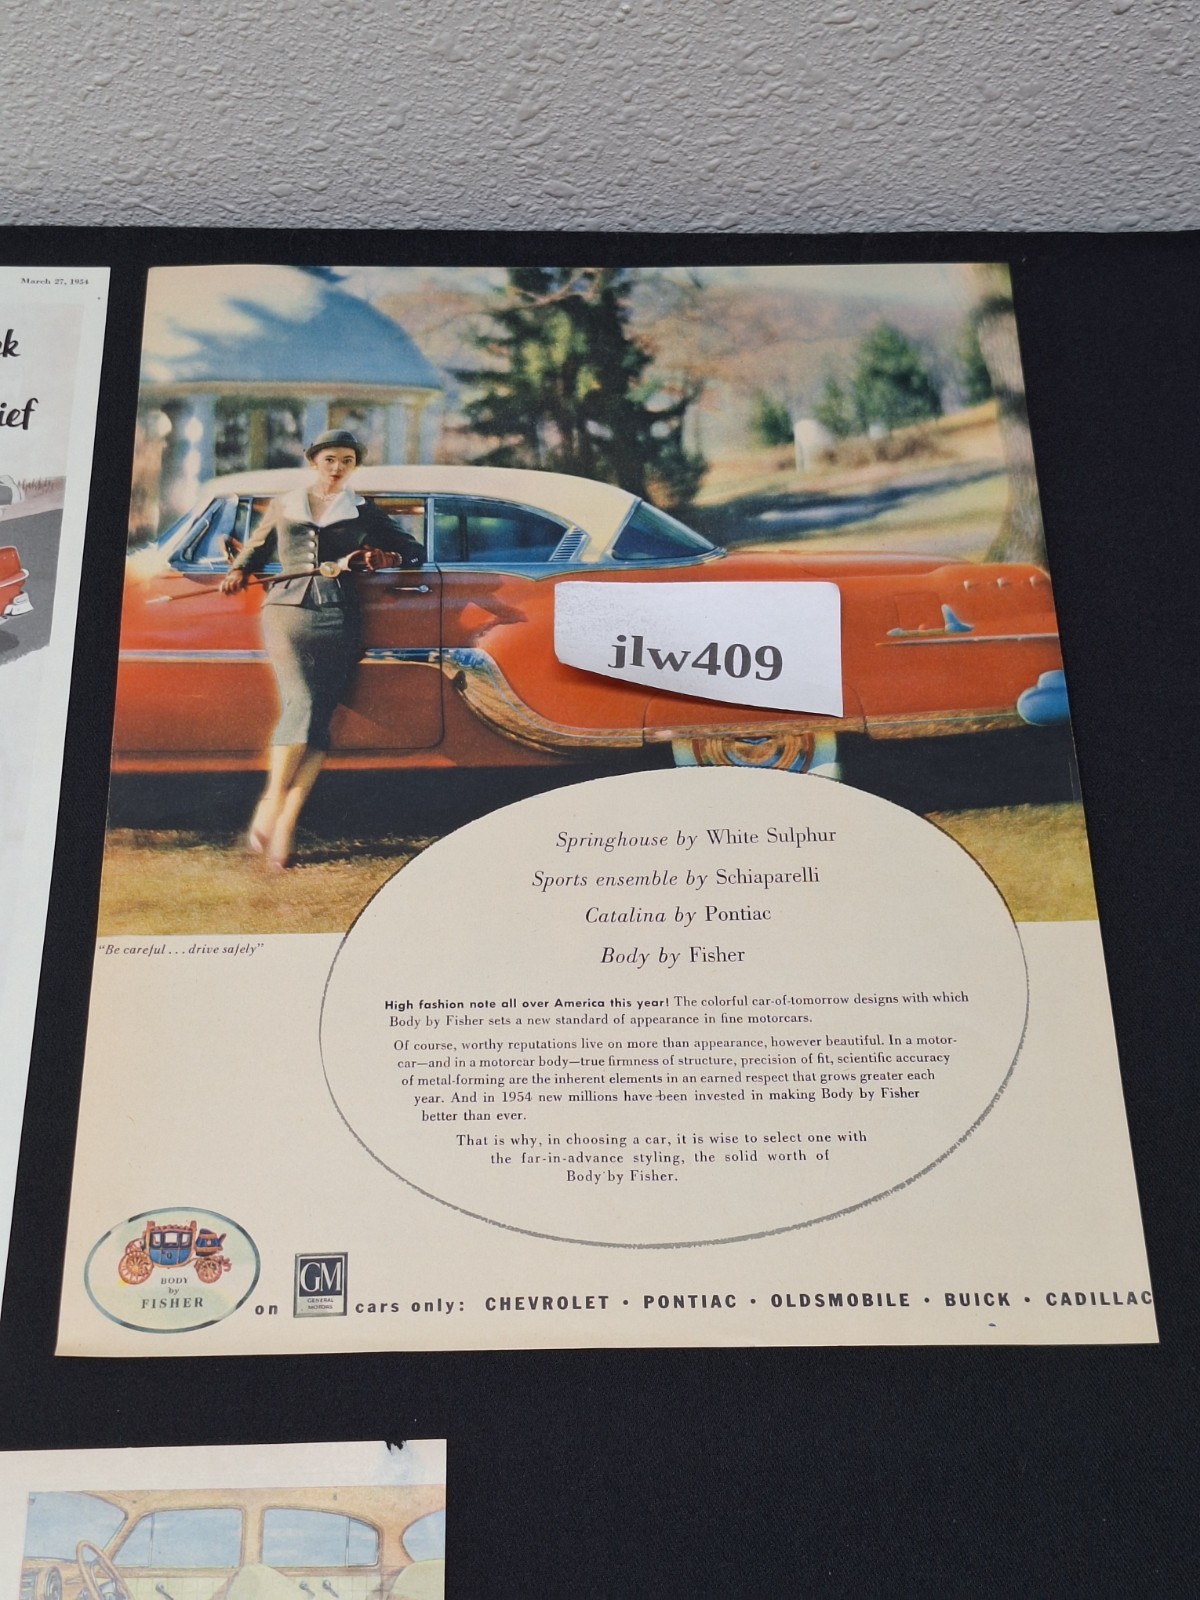 March 27, 1954
ief
jlw409
Springhouse by White Sulphur
Sports ensemble by Schiaparelli
Catalina by Pontiac
Body by Fisher
"Be careful . . . drive safely"
High fashion note all over America this year! The colorful car-of-tomorrow designs with which
Body by Fisher sets a new standard of appearance in fine motorcars.
Of course, worthy reputations live on more than appearance, however beautiful. In a motor-
car—and in a motorcar body—true firmness of structure, precision of fit, scientific accuracy
of metal-forming are the inherent elements in an earned respect that grows greater each
year. And in 1954 new millions have been invested in making Body by Fisher
better than ever.
That is why, in choosing a car, it is wise to select one with
the far-in-advance styling, the solid worth of
Body by Fisher.
BODY
by
FISHER
on
GM
GENERAL
MOTORS
cars only: CHEVROLET • PONTIAC • OLDSMOBILE • BUICK • CADILLAC